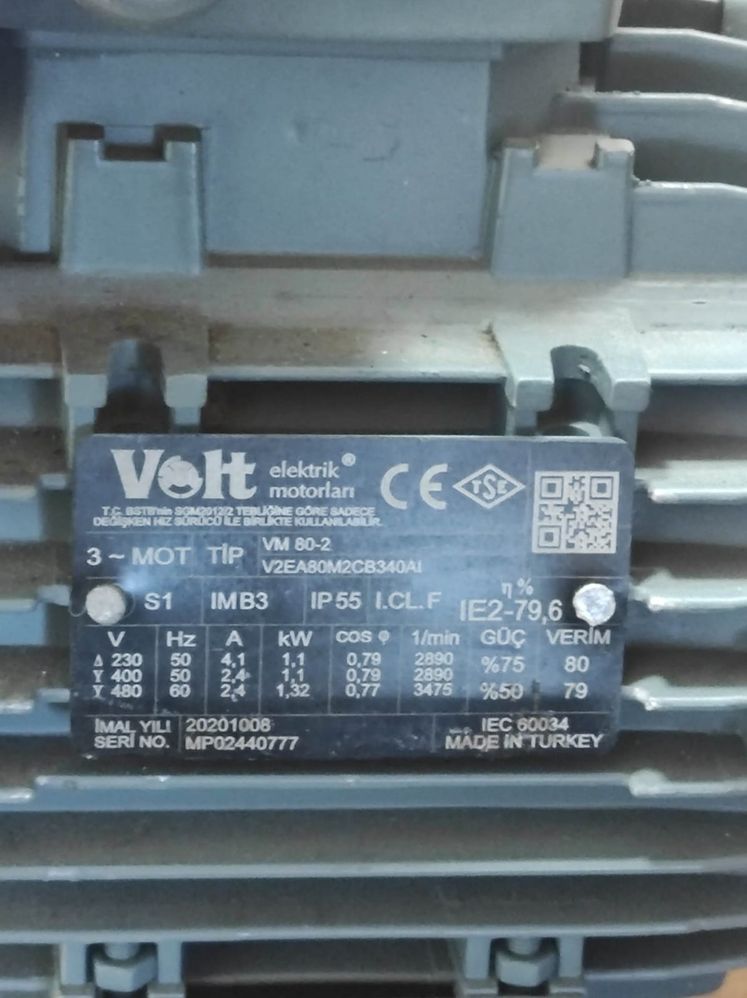 Volt elektrik® motorları CE TSE
T.C. BSTB'nin SGM2012/2 TEBLİĞİNE GÖRE SADECE
DEĞİŞKEN HIZ SÜRÜCÜ İLE BİRLİKTE KULLANILABİLİR.
3 ~ MOT TİP VM 80-2
V2EA80M2CB340AI
S1 IMB3 IP 55 I.CL.F η % IE2-79,6
V Hz A kW COS φ 1/min GÜÇ VERİM
Δ 230 50 4,1 1,1 0,79 2890 %75 80
Y 400 50 2,4 1,1 0,79 2890
Y 480 60 2,4 1,32 0,77 3475 %50 79
İMAL YILI 20201008 IEC 60034
SERİ NO. MP02440777 MADE IN TURKEY